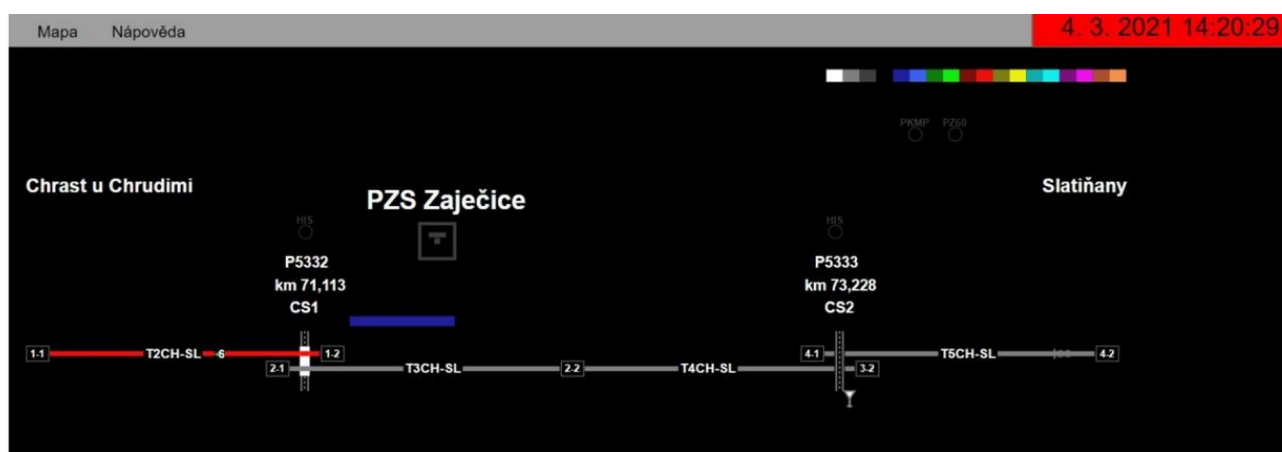 Mapa Nápověda 4. 3. 2021 14:20:29
PKMP PZ60
Chrast u Chrudimi Slatiňany
PZS Zaječice
HIS HIS
P5332 P5333
km 71,113 km 73,228
CS1 CS2
1-1 T2CH-SL -6 1-2 4-1 T5CH-SL 4-2
2-1 T3CH-SL 2-2 T4CH-SL 3-2